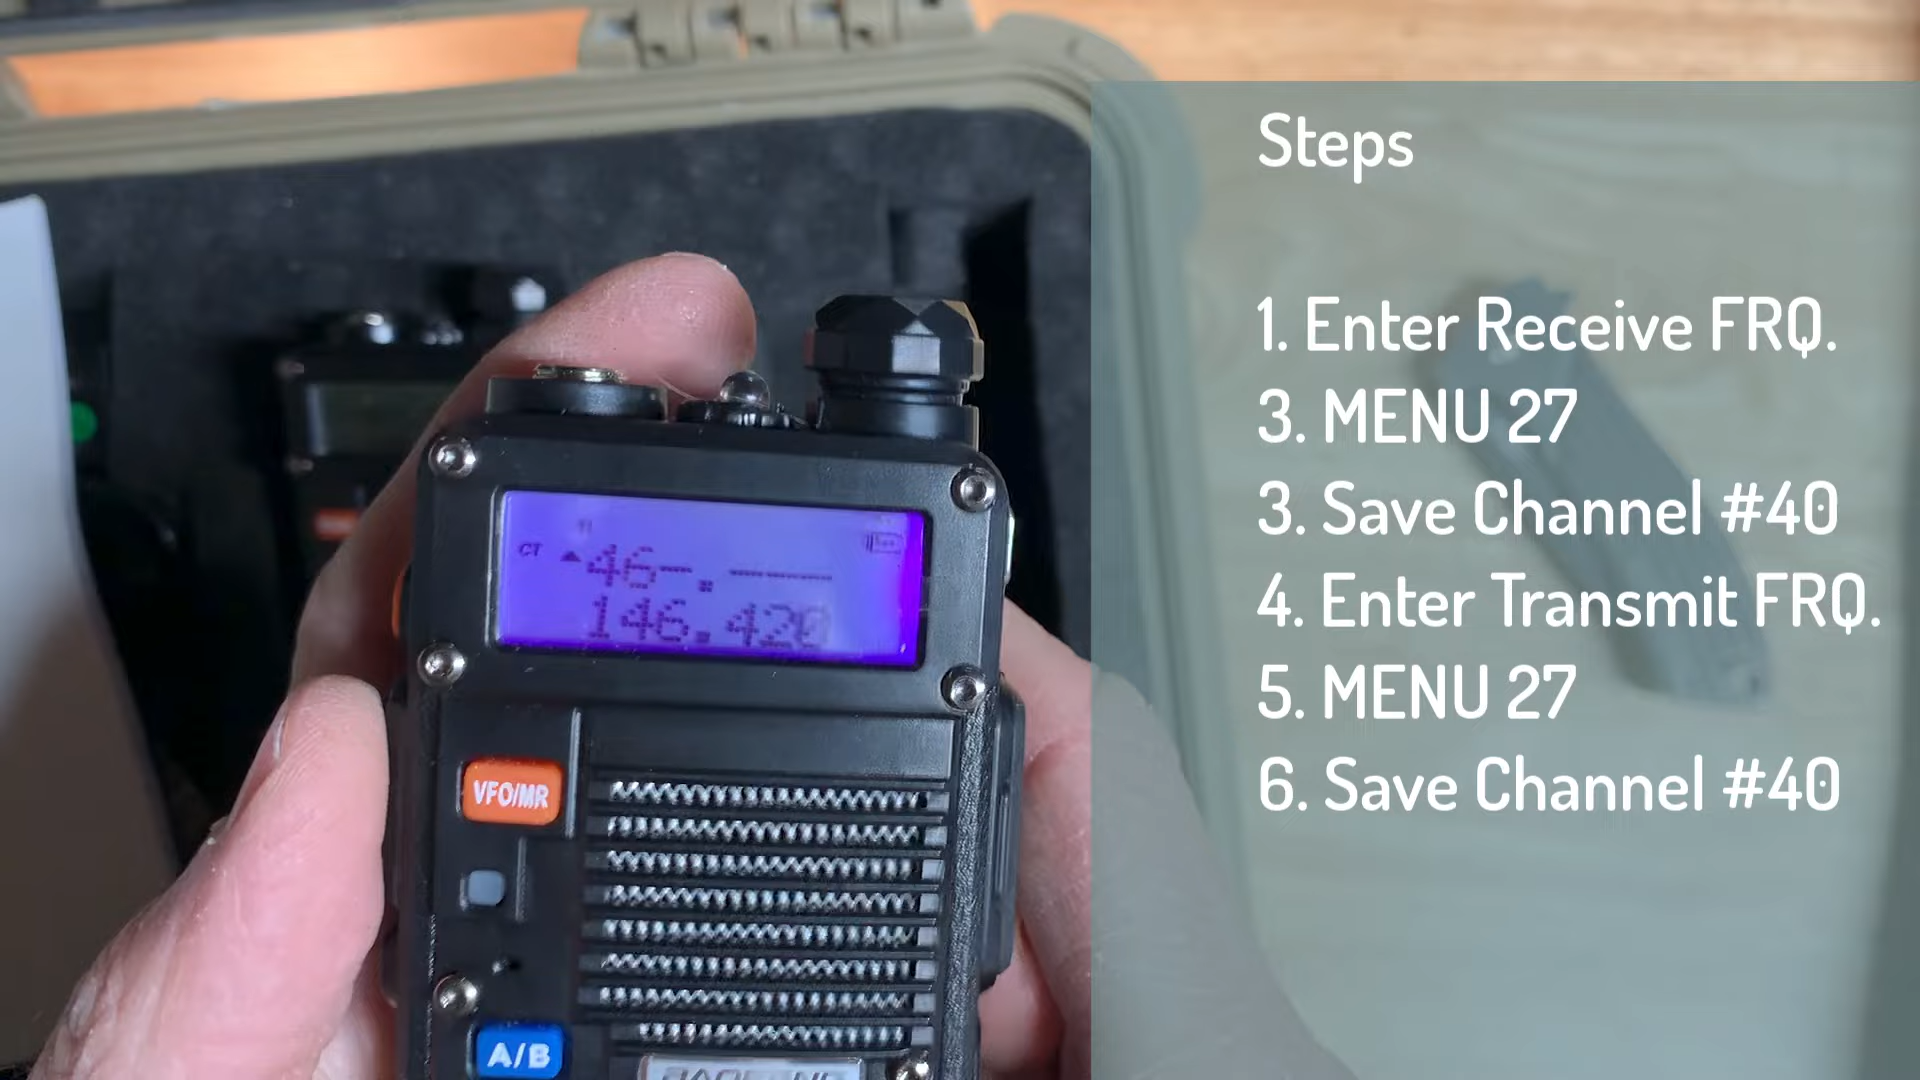 CT
46-.---
146.420
VFO/MR
A/B
Steps
1. Enter Receive FRQ.
3. MENU 27
3. Save Channel #40
4. Enter Transmit FRQ.
5. MENU 27
6. Save Channel #40